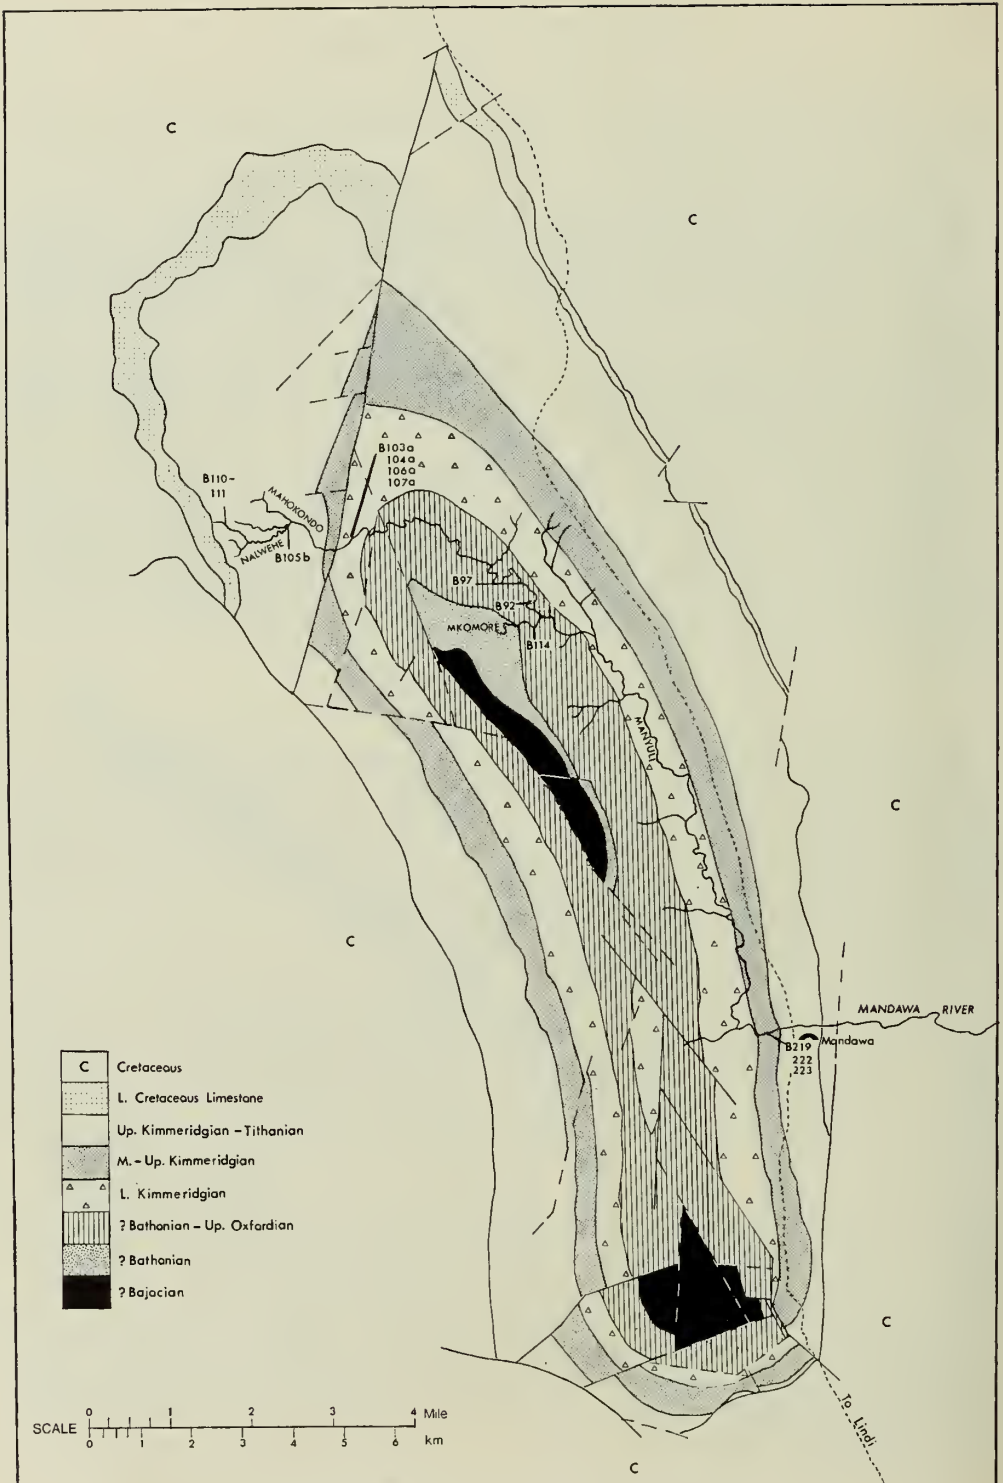 C
C
B103a
104a
106a
107a
B110-
111
MAHOKONDO
NALWEHE
B105b
B97
B92
MKOMORE
B114
MANYULI
C
C
MANDAWA RIVER
Mandawa
B219
222
223
C Cretaceous
L. Cretaceous Limestone
Up. Kimmeridgian - Tithonian
M.- Up. Kimmeridgian
L. Kimmeridgian
? Bathonian - Up. Oxfordian
? Bathonian
? Bajocian
C
To Lindi
0 1 2 3 4 Mile
SCALE
0 1 2 3 4 5 6 km
C